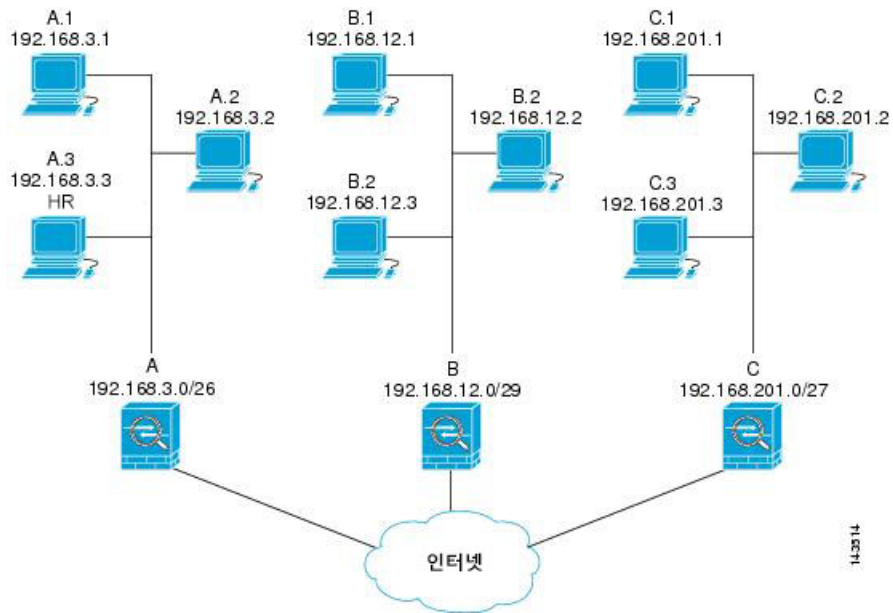 A.1
192.168.3.1
B.1
192.168.12.1
C.1
192.168.201.1
A.2
192.168.3.2
B.2
192.168.12.2
C.2
192.168.201.2
A.3
192.168.3.3
HR
B.2
192.168.12.3
C.3
192.168.201.3
A
192.168.3.0/26
B
192.168.12.0/29
C
192.168.201.0/27
인터넷
143514